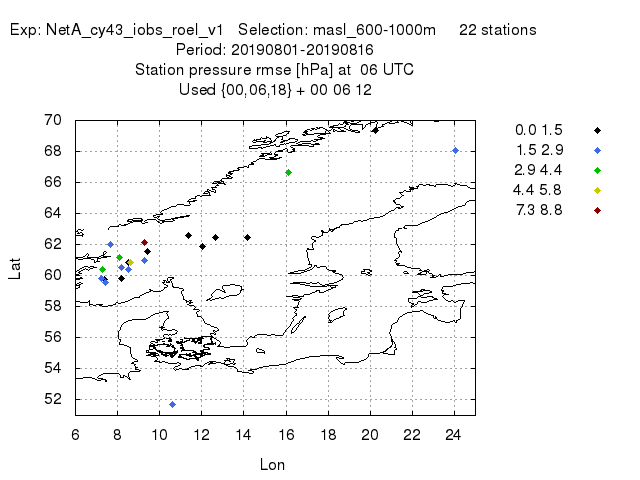 Exp: NetA_cy43_iobs_roel_v1 Selection: masl_600-1000m 22 stations
Period: 20190801-20190816
Station pressure rmse [hPa] at 06 UTC
Used {00,06,18} + 00 06 12
70
68
66
64
62
60
58
56
54
52
Lat
6 8 10 12 14 16 18 20 22 24
Lon
0.0 1.5
1.5 2.9
2.9 4.4
4.4 5.8
7.3 8.8